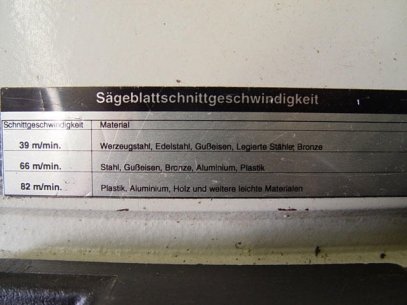 Sägeblattschnittgeschwindigkeit
Schnittgeschwindigkeit Material
39 m/min. Werzeugstahl, Edelstahl, Gußeisen, Legierte Stähle, Bronze
66 m/min. Stahl, Gußeisen, Bronze, Aluminium, Plastik
82 m/min. Plastik, Aluminium, Holz und weitere leichte Materialen